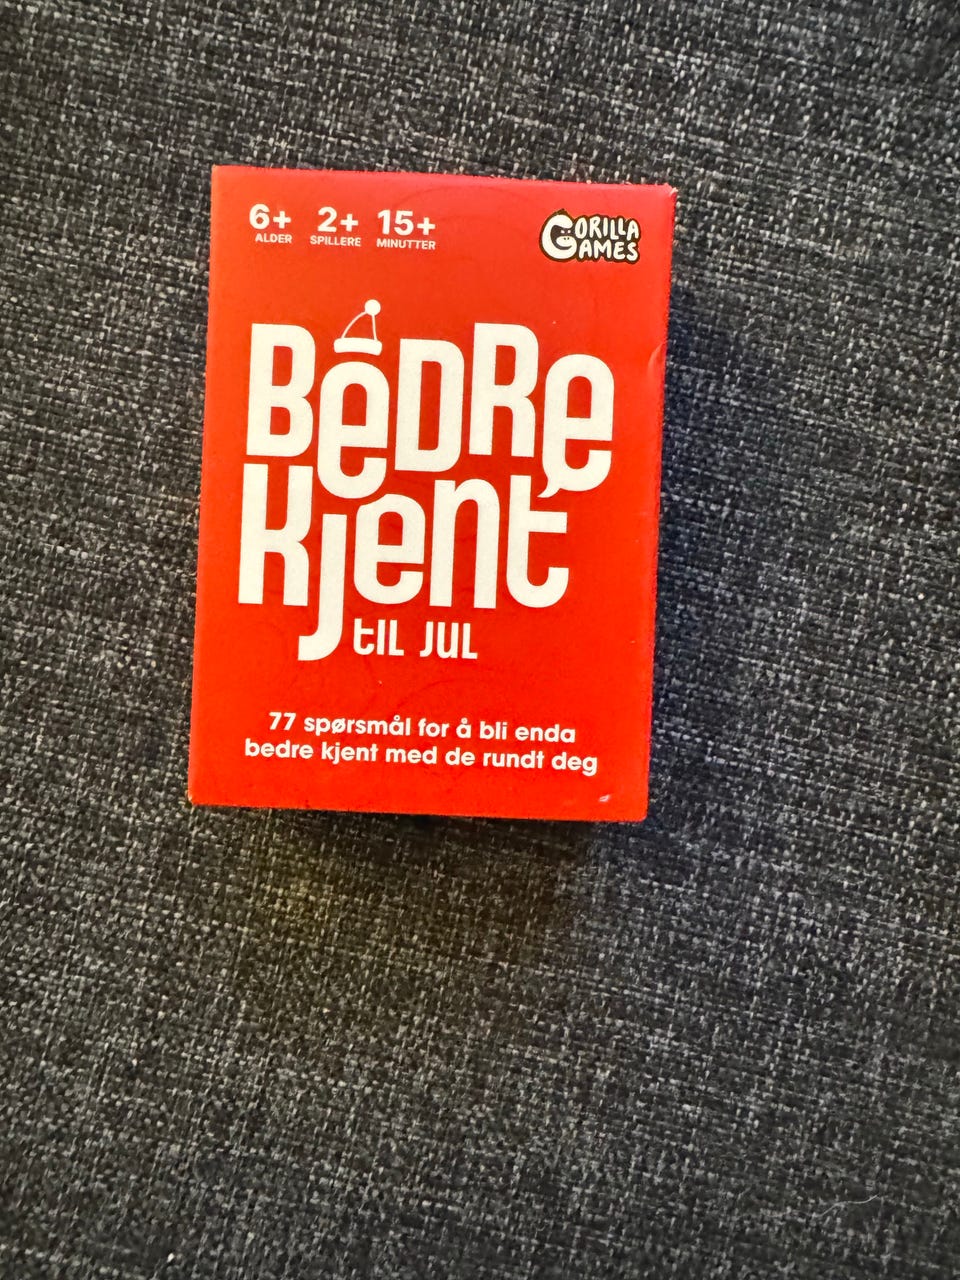 6+ 2+ 15+
ALDER SPILLERE MINUTTER
GORILLA
GAMES
BEDRE
Kjent
til JUL
77 spørsmål for å bli enda
bedre kjent med de rundt deg